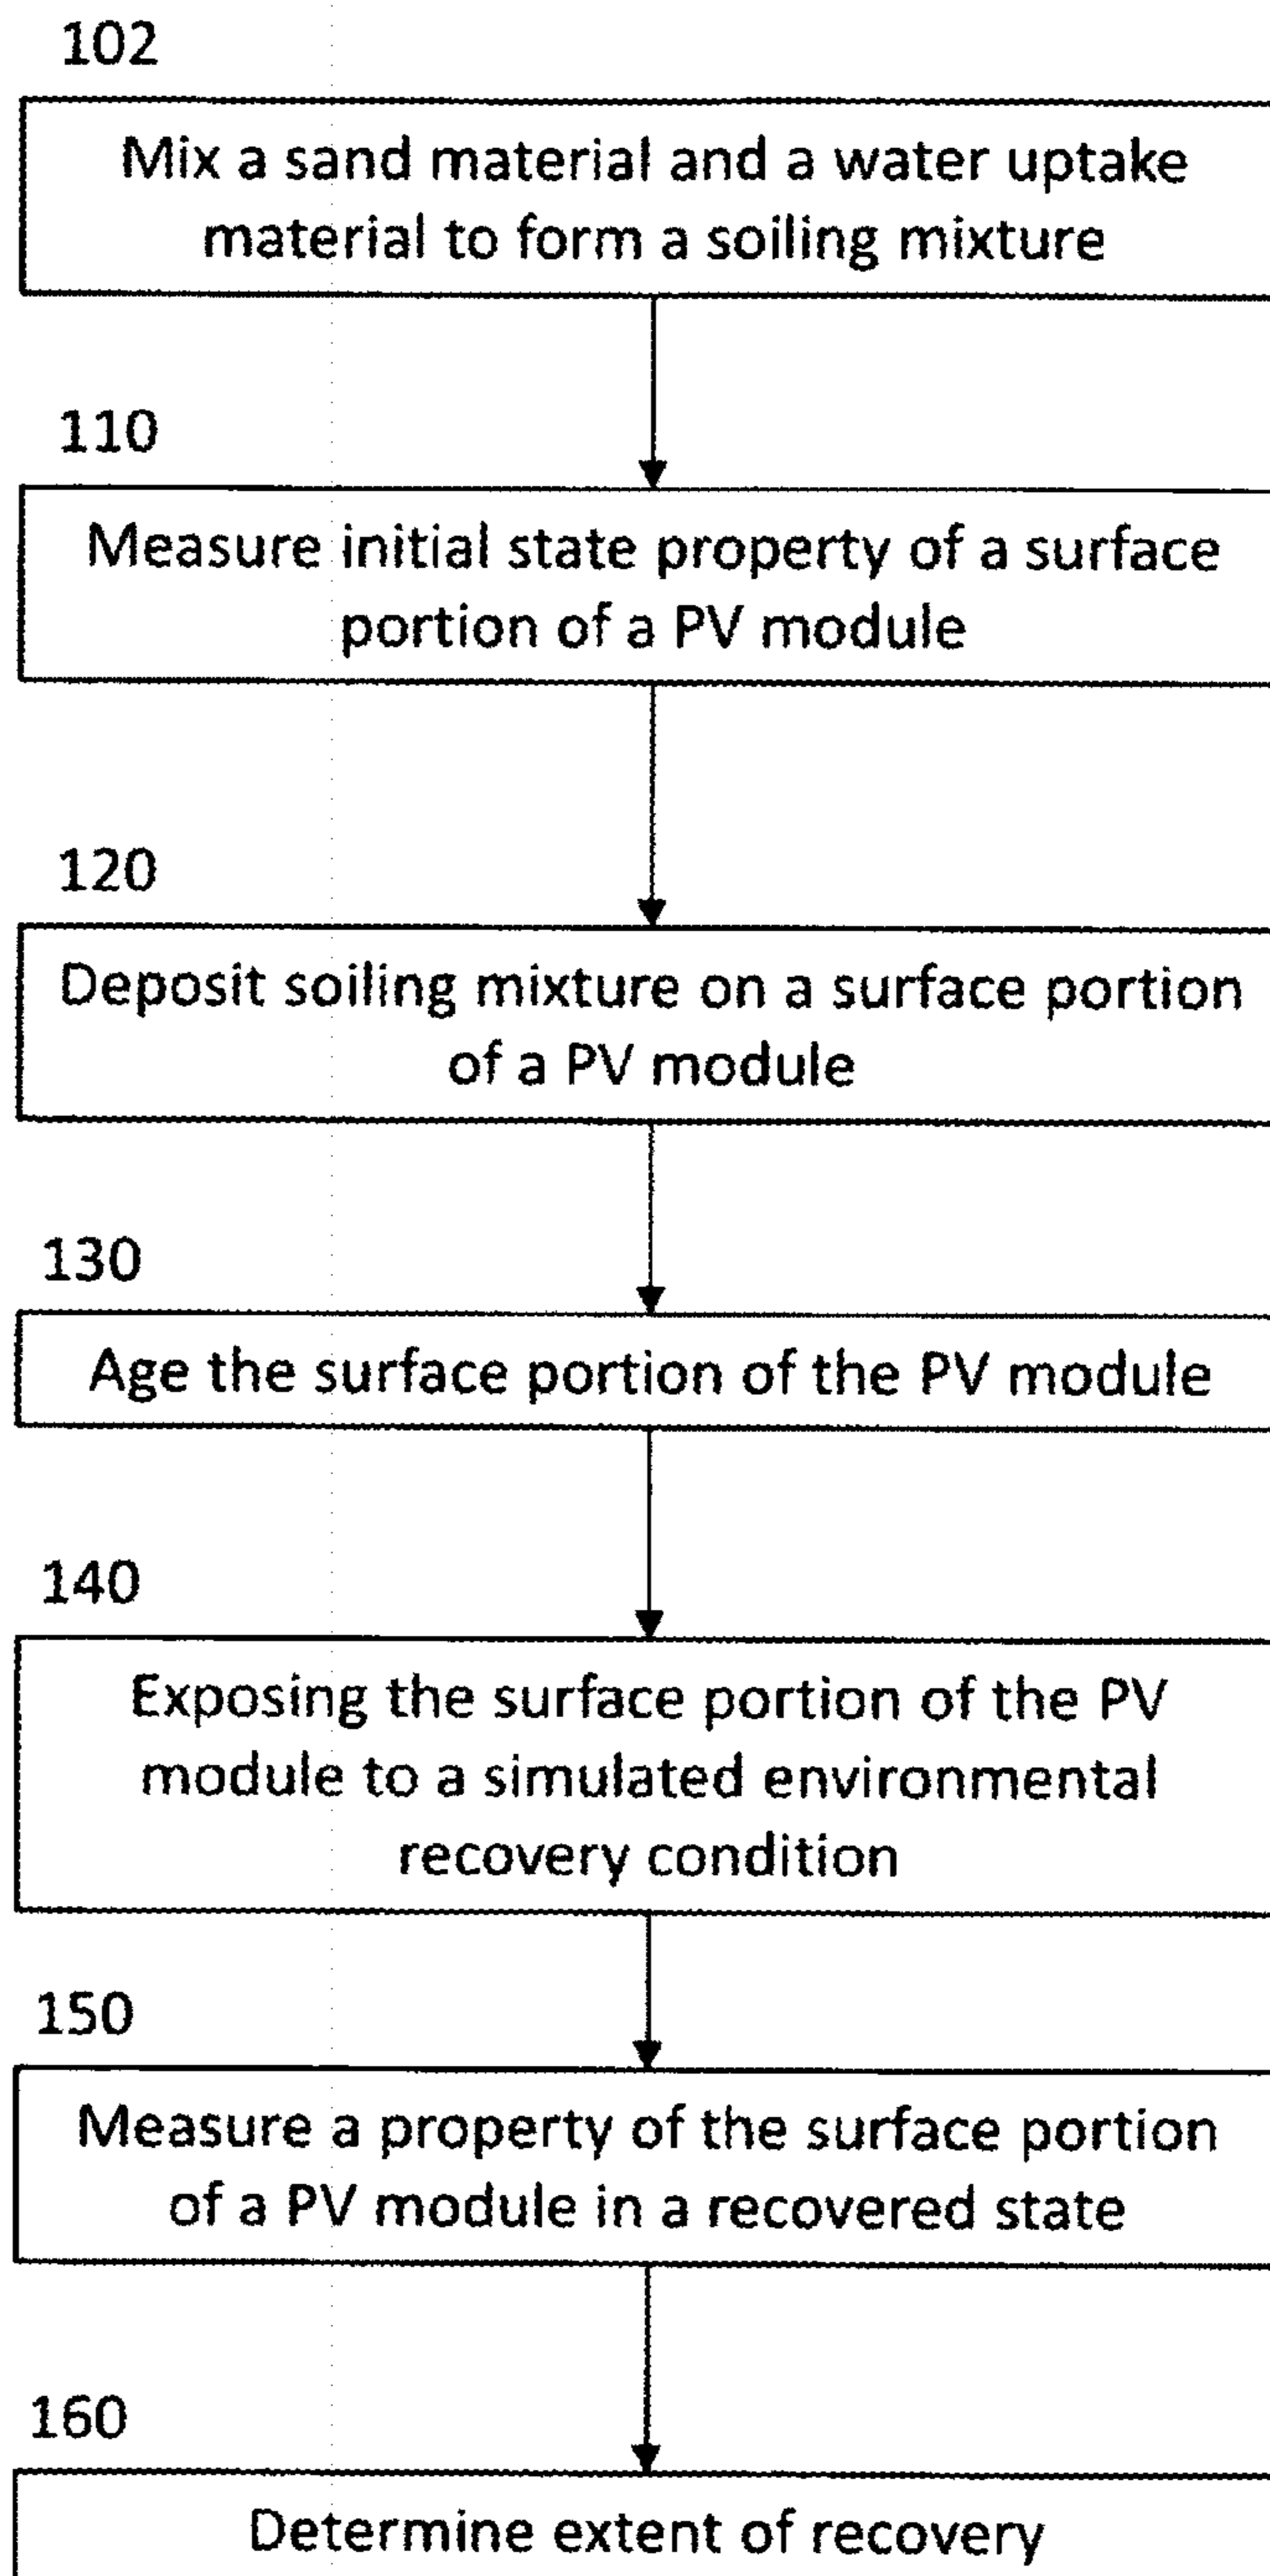 102
Mix a sand material and a water uptake
material to form a soiling mixture
110
Measure initial state property of a surface
portion of a PV module
120
Deposit soiling mixture on a surface portion
of a PV module
130
Age the surface portion of the PV module
140
Exposing the surface portion of the PV
module to a simulated environmental
recovery condition
150
Measure a property of the surface portion
of a PV module in a recovered state
160
Determine extent of recovery